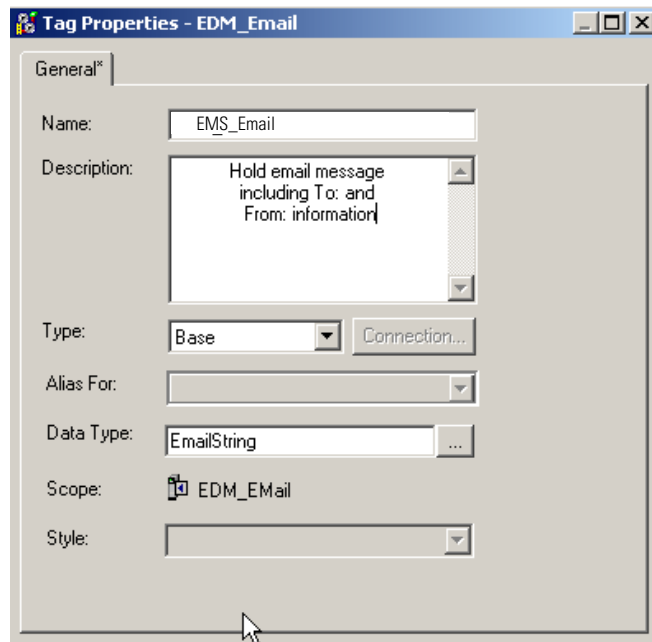 Tag Properties - EDM_Email
General*
Name: EMS_Email
Description: Hold email message
including To: and
From: information
Type: Base Connection...
Alias For:
Data Type: EmailString ...
Scope: EDM_EMail
Style: